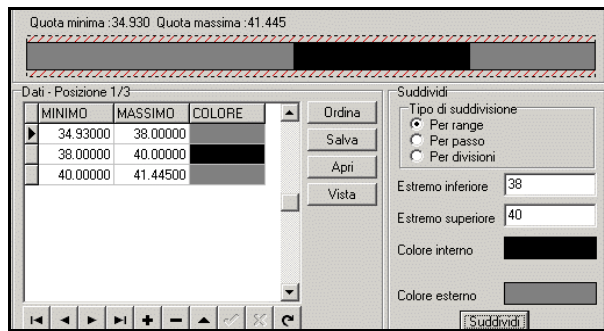 Quota minima :34.930 Quota massima :41.445
Dati - Posizione 1/3
MINIMO MASSIMO COLORE
34.93000 38.00000
38.00000 40.00000
40.00000 41.44500
Ordina
Salva
Apri
Vista
Suddividi
Tipo di suddivisione
Per range
Per passo
Per divisioni
Estremo inferiore 38
Estremo superiore 40
Colore interno
Colore esterno
Suddividi